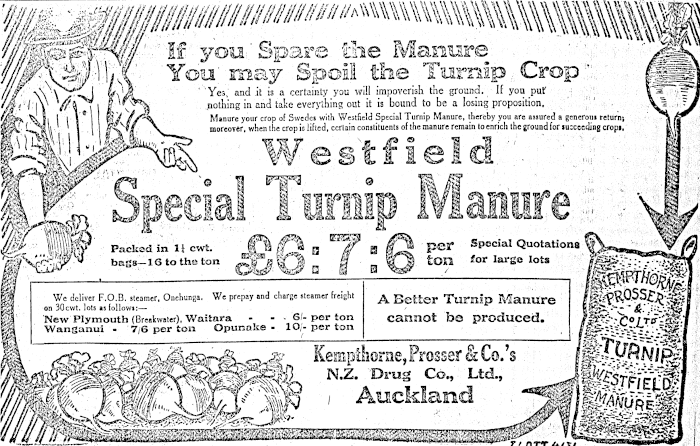 If you Spare the Manure
You may Spoil the Turnip Crop
Yes, and it is a certainty you will impoverish the ground. If you put
nothing in and take everything out it is bound to be a losing proposition.
Manure your crop of Swedes with Westfield Special Turnip Manure, thereby you are assured a generous return;
moreover, when the crop is lifted, certain constituents of the manure remain to enrich the ground for succeeding crops.
Westfield
Special Turnip Manure
Packed in 1¼ cwt.
bags—16 to the ton
£6:7:6 per
ton
Special Quotations
for large lots
We deliver F.O.B. steamer, Onehunga. We prepay and charge steamer freight
on 30cwt. lots as follows:—
New Plymouth (Breakwater), Waitara - - 6/- per ton
Wanganui - 7/6 per ton Opunake - 10/- per ton
A Better Turnip Manure
cannot be produced.
Kempthorne, Prosser & Co.'s
N.Z. Drug Co., Ltd.,
Auckland
KEMPTHORNE
PROSSER
&
Co LTD
TURNIP
WESTFIELD
MANURE